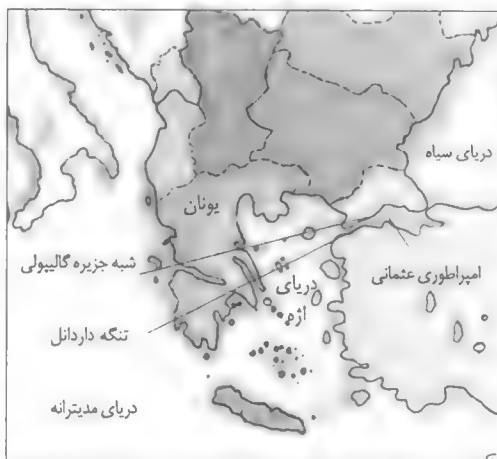 دریای سیاه
یونان
شبه جزیره گالیپولی
امپراطوری عثمانی
دریای
اژه
تنگه داردانل
دریای مدیترانه